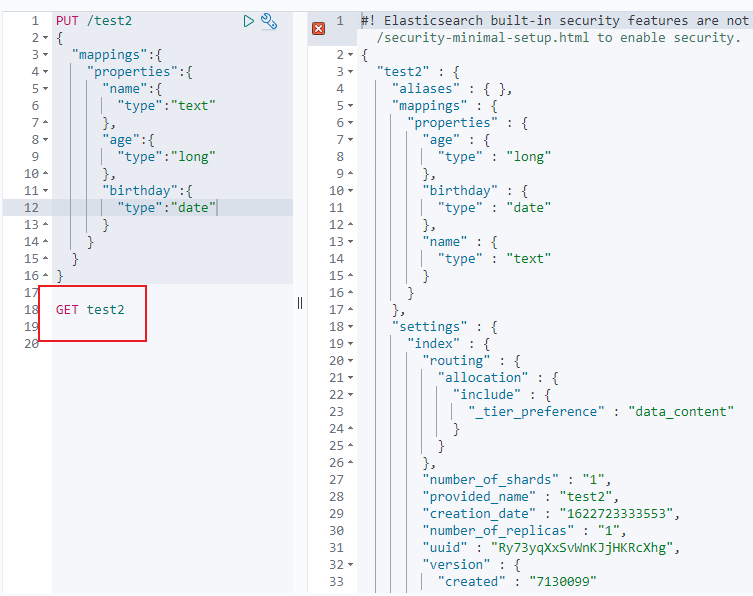 1 PUT /test2
2 {
3 "mappings":{
4 "properties":{
5 "name":{
6 "type":"text"
7 },
8 "age":{
9 "type":"long"
10 },
11 "birthday":{
12 "type":"date"
13 }
14 }
15 }
16 }
17
18 GET test2
19
20
1 #! Elasticsearch built-in security features are not
/security-minimal-setup.html to enable security.
2 {
3 "test2" : {
4 "aliases" : { },
5 "mappings" : {
6 "properties" : {
7 "age" : {
8 "type" : "long"
9 },
10 "birthday" : {
11 "type" : "date"
12 },
13 "name" : {
14 "type" : "text"
15 }
16 }
17 },
18 "settings" : {
19 "index" : {
20 "routing" : {
21 "allocation" : {
22 "include" : {
23 "_tier_preference" : "data_content"
24 }
25 }
26 },
27 "number_of_shards" : "1",
28 "provided_name" : "test2",
29 "creation_date" : "1622723333553",
30 "number_of_replicas" : "1",
31 "uuid" : "Ry73yqXxSvWnKJjHKRcXhg",
32 "version" : {
33 "created" : "7130099"